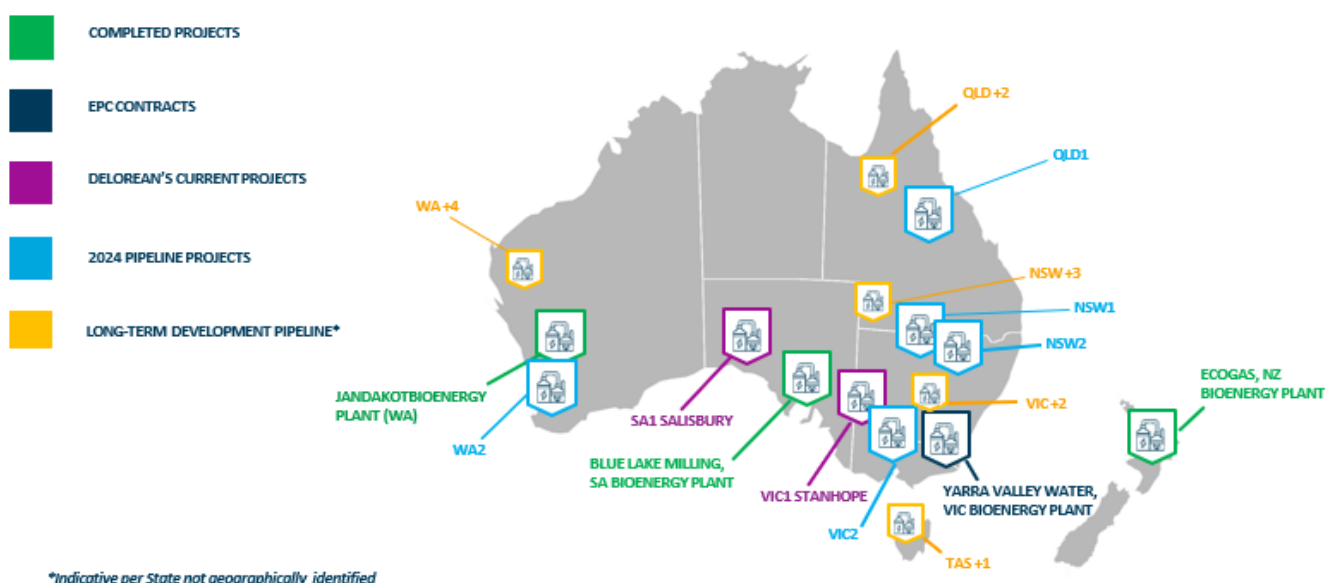 COMPLETED PROJECTS
EPC CONTRACTS
DELOREAN'S CURRENT PROJECTS
2024 PIPELINE PROJECTS
LONG-TERM DEVELOPMENT PIPELINE*
QLD +2
QLD1
WA +4
NSW +3
NSW1
NSW2
JANDAKOTBIOENERGY
PLANT (WA)
WA2
SA1 SALISBURY
BLUE LAKE MILLING,
SA BIOENERGY PLANT
VIC1 STANHOPE
VIC2
VIC +2
YARRA VALLEY WATER,
VIC BIOENERGY PLANT
TAS +1
ECOGAS, NZ
BIOENERGY PLANT
*Indicative per State not geographically identified